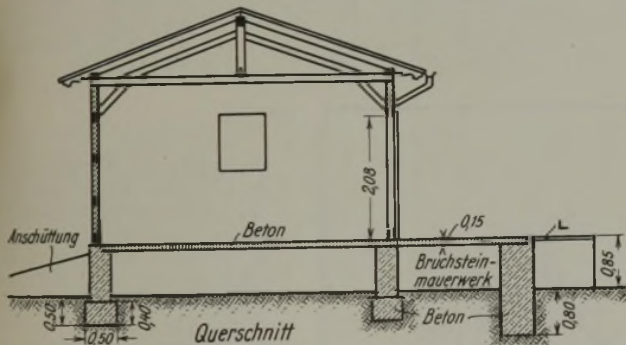 2,08
Beton
0,15
L
Anschüttung
Bruchstein-
mauerwerk
0,85
0,50
0,40
0,50
Querschnitt
Beton
0,80